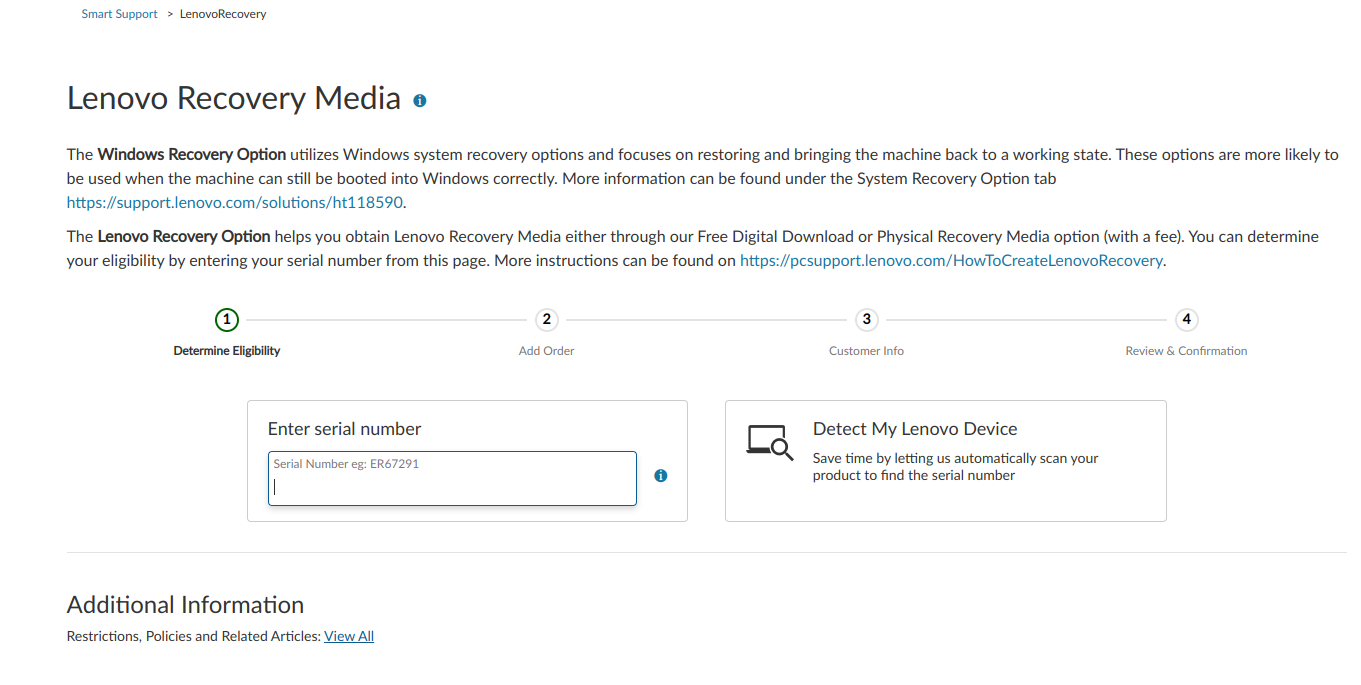 Smart Support > LenovoRecovery
Lenovo Recovery Media
The Windows Recovery Option utilizes Windows system recovery options and focuses on restoring and bringing the machine back to a working state. These options are more likely to
be used when the machine can still be booted into Windows correctly. More information can be found under the System Recovery Option tab
https://support.lenovo.com/solutions/ht118590.
The Lenovo Recovery Option helps you obtain Lenovo Recovery Media either through our Free Digital Download or Physical Recovery Media option (with a fee). You can determine
your eligibility by entering your serial number from this page. More instructions can be found on https://pcsupport.lenovo.com/HowToCreateLenovoRecovery.
1 2 3 4
Determine Eligibility Add Order Customer Info Review & Confirmation
Enter serial number
Serial Number eg: ER67291
Detect My Lenovo Device
Save time by letting us automatically scan your
product to find the serial number
Additional Information
Restrictions, Policies and Related Articles: View All